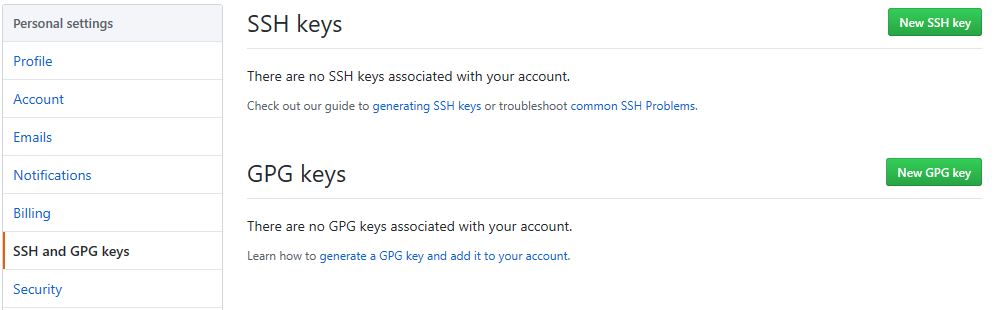 Personal settings
Profile
Account
Emails
Notifications
Billing
SSH and GPG keys
Security
SSH keys
New SSH key
There are no SSH keys associated with your account.
Check out our guide to generating SSH keys or troubleshoot common SSH Problems.
GPG keys
New GPG key
There are no GPG keys associated with your account.
Learn how to generate a GPG key and add it to your account.